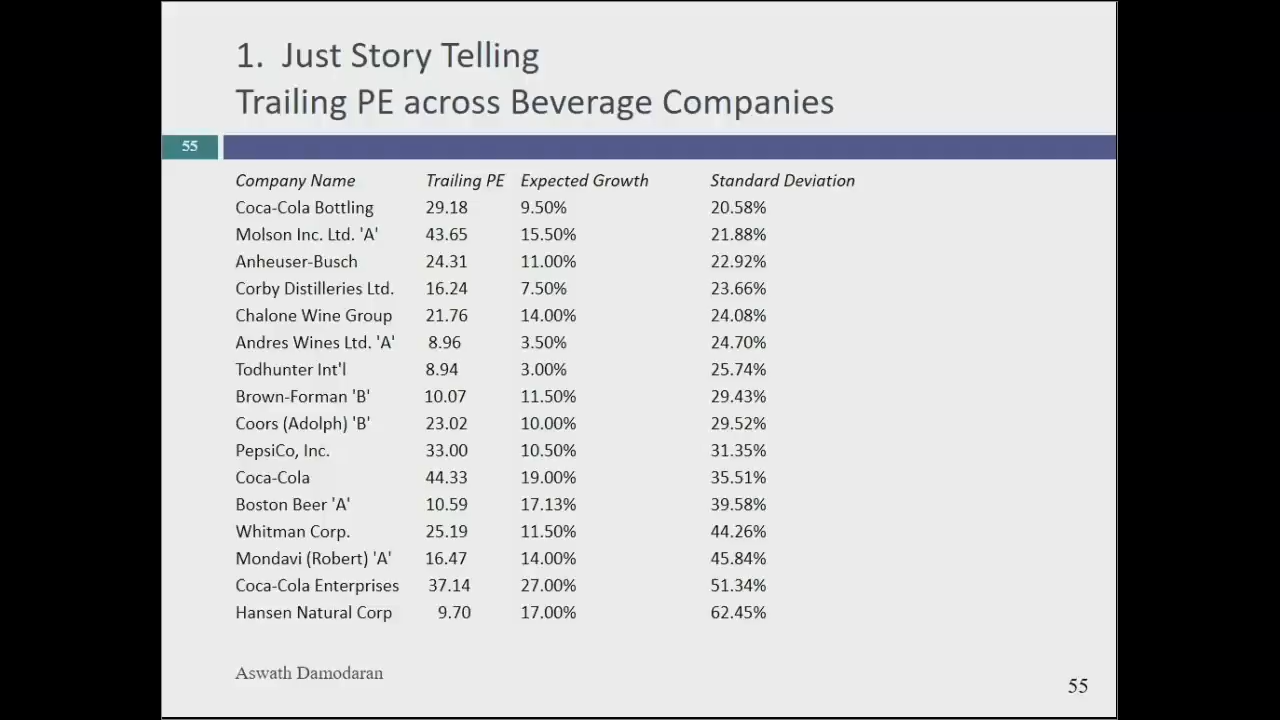 1. Just Story Telling
Trailing PE across Beverage Companies
55
Company Name Trailing PE Expected Growth Standard Deviation
Coca-Cola Bottling 29.18 9.50% 20.58%
Molson Inc. Ltd. 'A' 43.65 15.50% 21.88%
Anheuser-Busch 24.31 11.00% 22.92%
Corby Distilleries Ltd. 16.24 7.50% 23.66%
Chalone Wine Group 21.76 14.00% 24.08%
Andres Wines Ltd. 'A' 8.96 3.50% 24.70%
Todhunter Int'l 8.94 3.00% 25.74%
Brown-Forman 'B' 10.07 11.50% 29.43%
Coors (Adolph) 'B' 23.02 10.00% 29.52%
PepsiCo, Inc. 33.00 10.50% 31.35%
Coca-Cola 44.33 19.00% 35.51%
Boston Beer 'A' 10.59 17.13% 39.58%
Whitman Corp. 25.19 11.50% 44.26%
Mondavi (Robert) 'A' 16.47 14.00% 45.84%
Coca-Cola Enterprises 37.14 27.00% 51.34%
Hansen Natural Corp 9.70 17.00% 62.45%
Aswath Damodaran
55